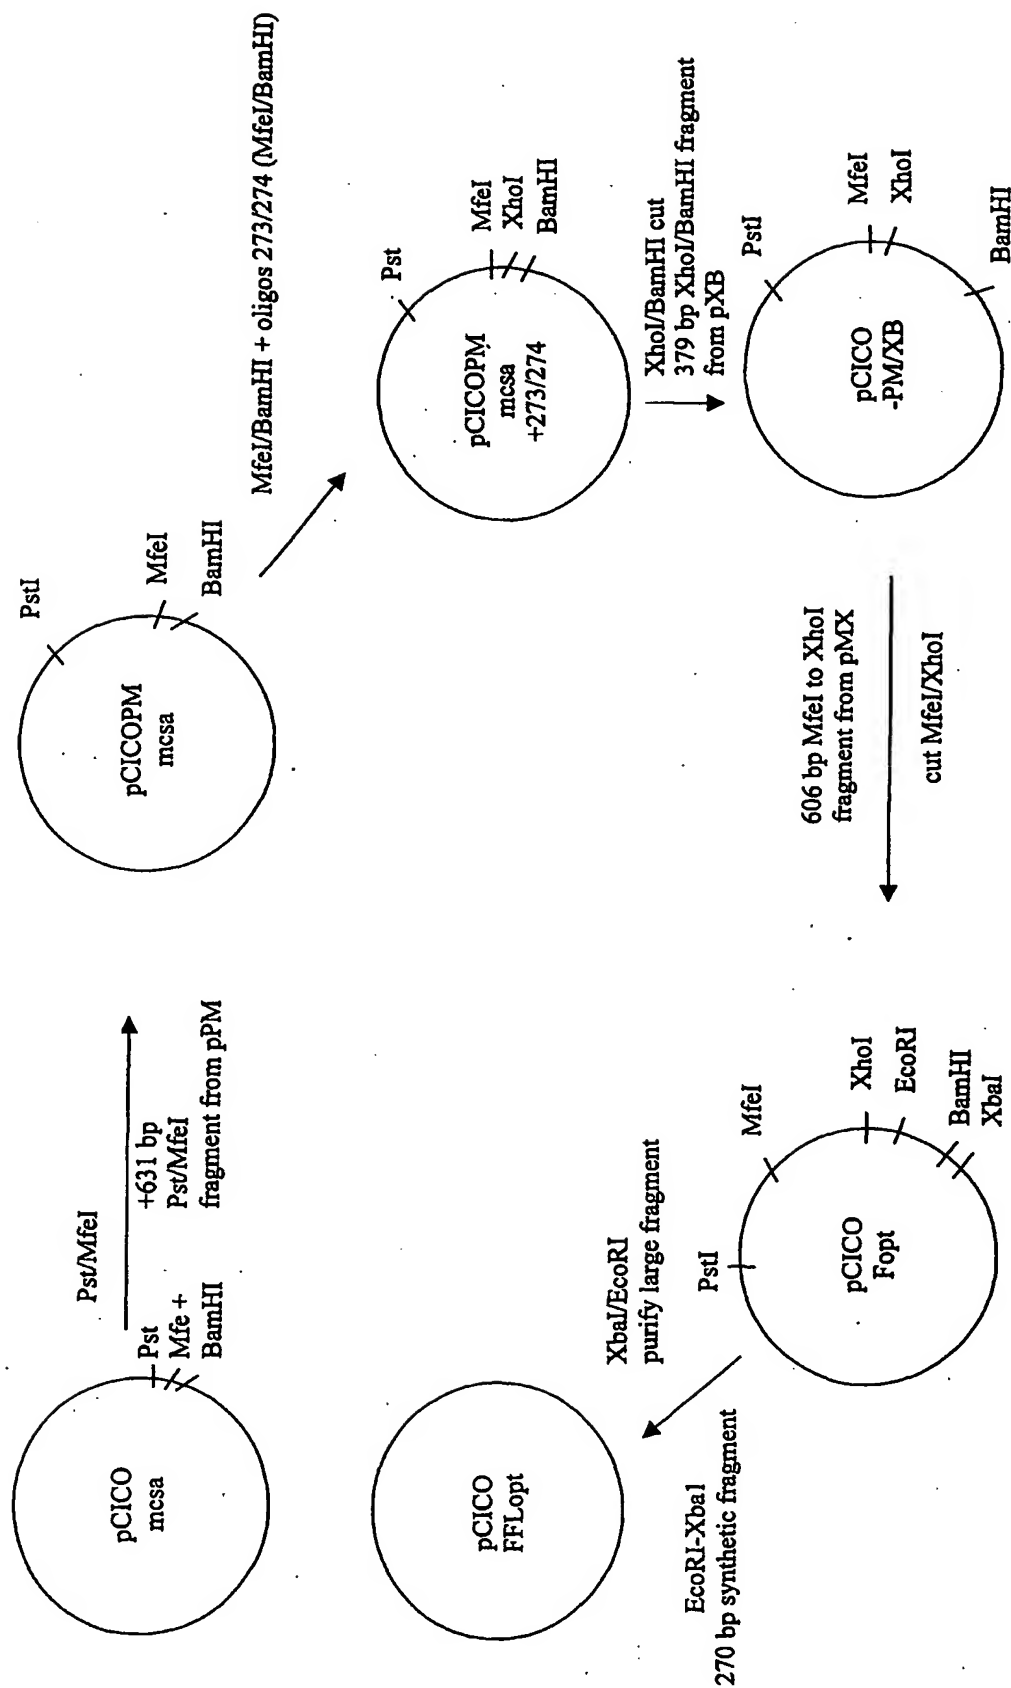 pCICO
mcsa
Pst
Mfe +
BamHI
Pst/MfeI
+631 bp
Pst/MfeI
fragment from pPM
pCICOPM
mcsa
PstI
MfeI
BamHI
MfeI/BamHI + oligos 273/274 (MfeI/BamHI)
pCICOPM
mcsa
+273/274
Pst
MfeI
XhoI
BamHI
XhoI/BamHI cut
379 bp XhoI/BamHI fragment
from pXB
pCICO
-PM/XB
PstI
MfeI
XhoI
BamHI
606 bp MfeI to XhoI
fragment from pMX
cut MfeI/XhoI
pCICO
Fopt
PstI
MfeI
XhoI
EcoRI
BamHI
XbaI
XbaI/EcoRI
purify large fragment
EcoRI-XbaI
270 bp synthetic fragment
pCICO
FFLopt